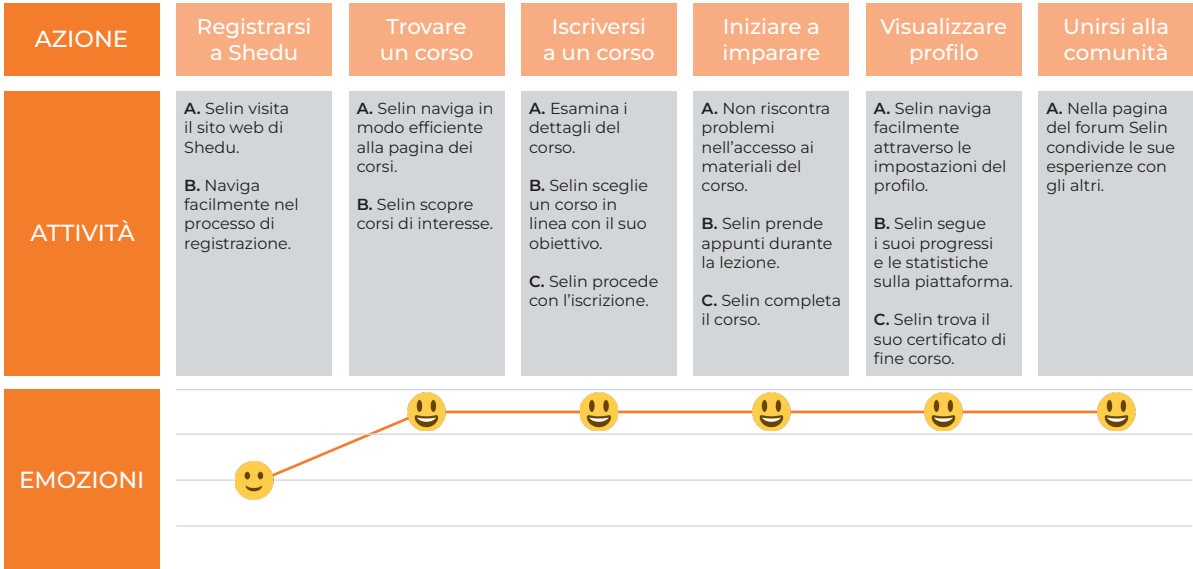 AZIONE
Registrarsi
a Shedu
Trovare
un corso
Iscriversi
a un corso
Iniziare a
imparare
Visualizzare
profilo
Unirsi alla
comunità
ATTIVITÀ
A. Selin visita
il sito web di
Shedu.
B. Naviga
facilmente nel
processo di
registrazione.
A. Selin naviga in
modo efficiente
alla pagina dei
corsi.
B. Selin scopre
corsi di interesse.
A. Esamina i
dettagli del
corso.
B. Selin sceglie
un corso in
linea con il suo
obiettivo.
C. Selin procede
con l’iscrizione.
A. Non riscontra
problemi
nell’accesso ai
materiali del
corso.
B. Selin prende
appunti durante
la lezione.
C. Selin completa
il corso.
A. Selin naviga
facilmente
attraverso le
impostazioni del
profilo.
B. Selin segue
i suoi progressi
e le statistiche
sulla piattaforma.
C. Selin trova il
suo certificato di
fine corso.
A. Nella pagina
del forum Selin
condivide le sue
esperienze con
gli altri.
EMOZIONI